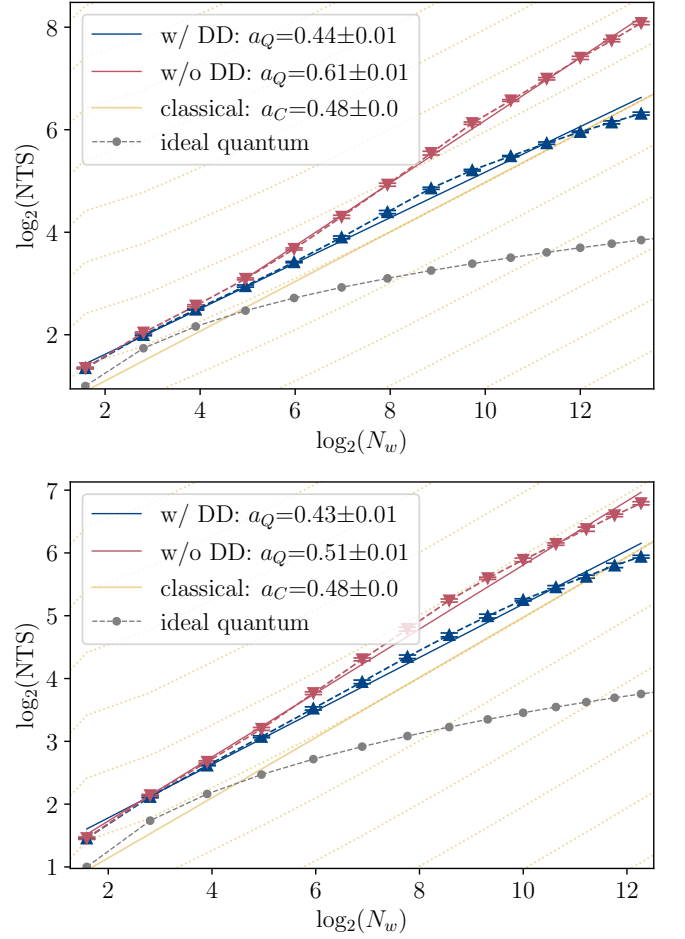 8
6
4
2
log₂(NTS)
w/ DD: a_Q=0.44±0.01
w/o DD: a_Q=0.61±0.01
classical: a_C=0.48±0.0
ideal quantum
2 4 6 8 10 12
log₂(N_w)
7
6
5
4
3
2
1
log₂(NTS)
w/ DD: a_Q=0.43±0.01
w/o DD: a_Q=0.51±0.01
classical: a_C=0.48±0.0
ideal quantum
2 4 6 8 10 12
log₂(N_w)